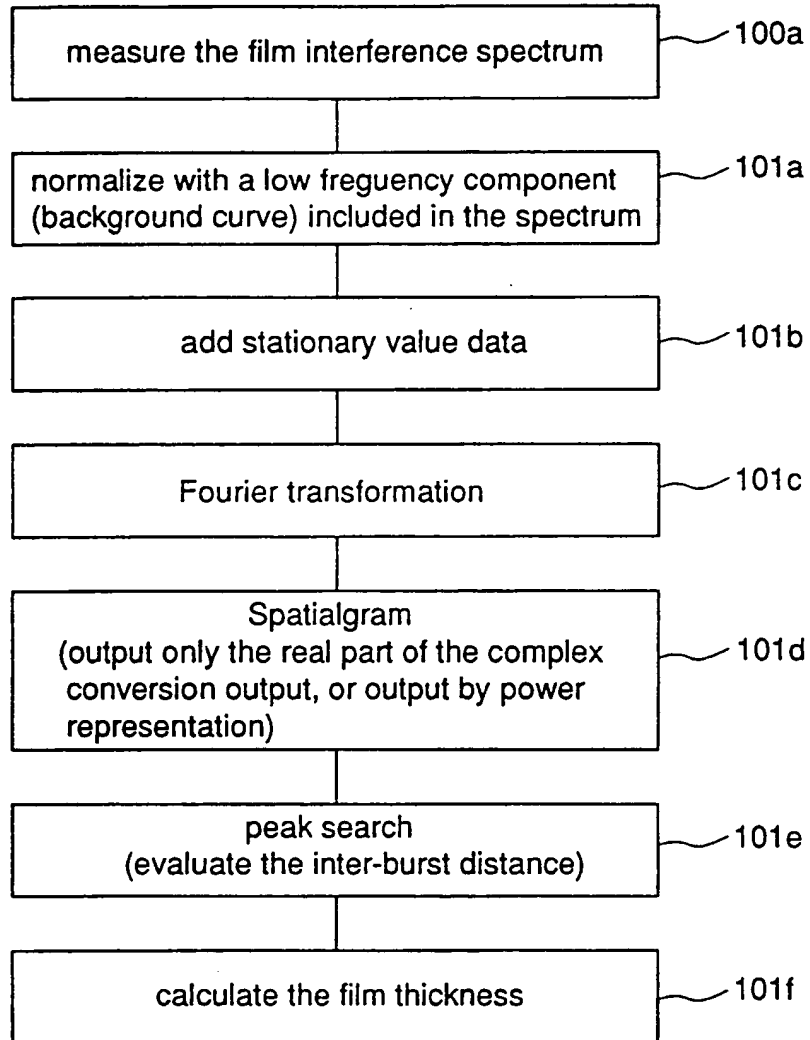 measure the film interference spectrum
100a
normalize with a low freguency component
(background curve) included in the spectrum
101a
add stationary value data
101b
Fourier transformation
101c
Spatialgram
(output only the real part of the complex
conversion output, or output by power
representation)
101d
peak search
(evaluate the inter-burst distance)
101e
calculate the film thickness
101f